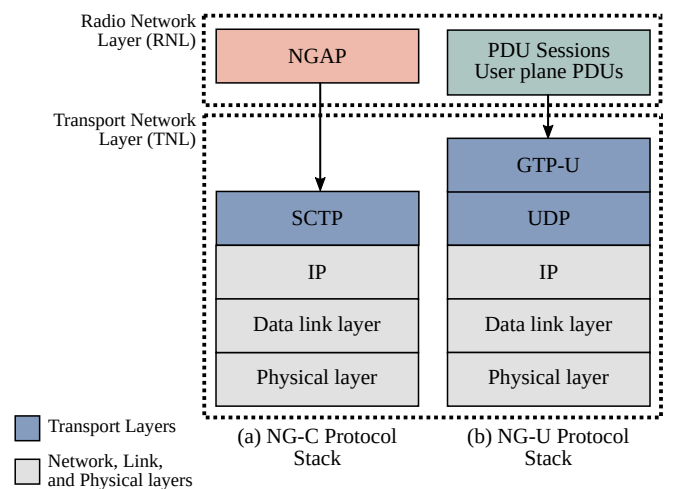 Radio Network
Layer (RNL)
NGAP
PDU Sessions
User plane PDUs
Transport Network
Layer (TNL)
GTP-U
SCTP
UDP
IP
IP
Data link layer
Data link layer
Physical layer
Physical layer
Transport Layers
Network, Link,
and Physical layers
(a) NG-C Protocol
Stack
(b) NG-U Protocol
Stack